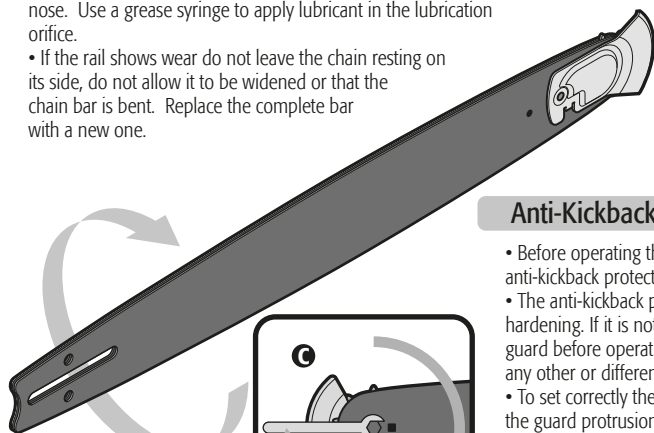 nose.  Use a grease syringe to apply lubricant in the lubrication
orifice.
• If the rail shows wear do not leave the chain resting on
its side, do not allow it to be widened or that the
chain bar is bent.  Replace the complete bar
with a new one.
Anti-Kickback
• Before operating th
anti-kickback protect
• The anti-kickback p
hardening. If it is not
guard before operat
any other or differen
• To set correctly the
the guard protrusion
C